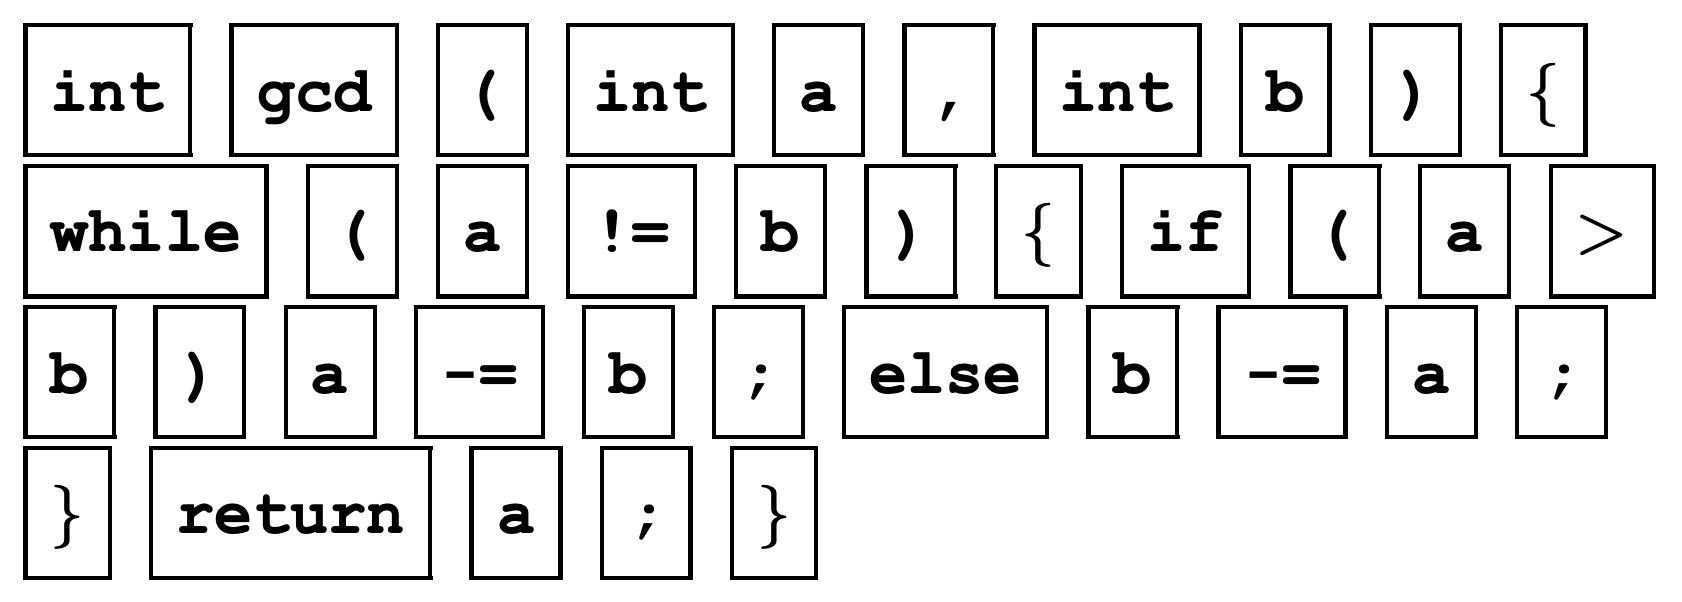 int gcd ( int a , int b ) {
while ( a != b ) { if ( a >
b ) a -= b ; else b -= a ;
} return a ; }